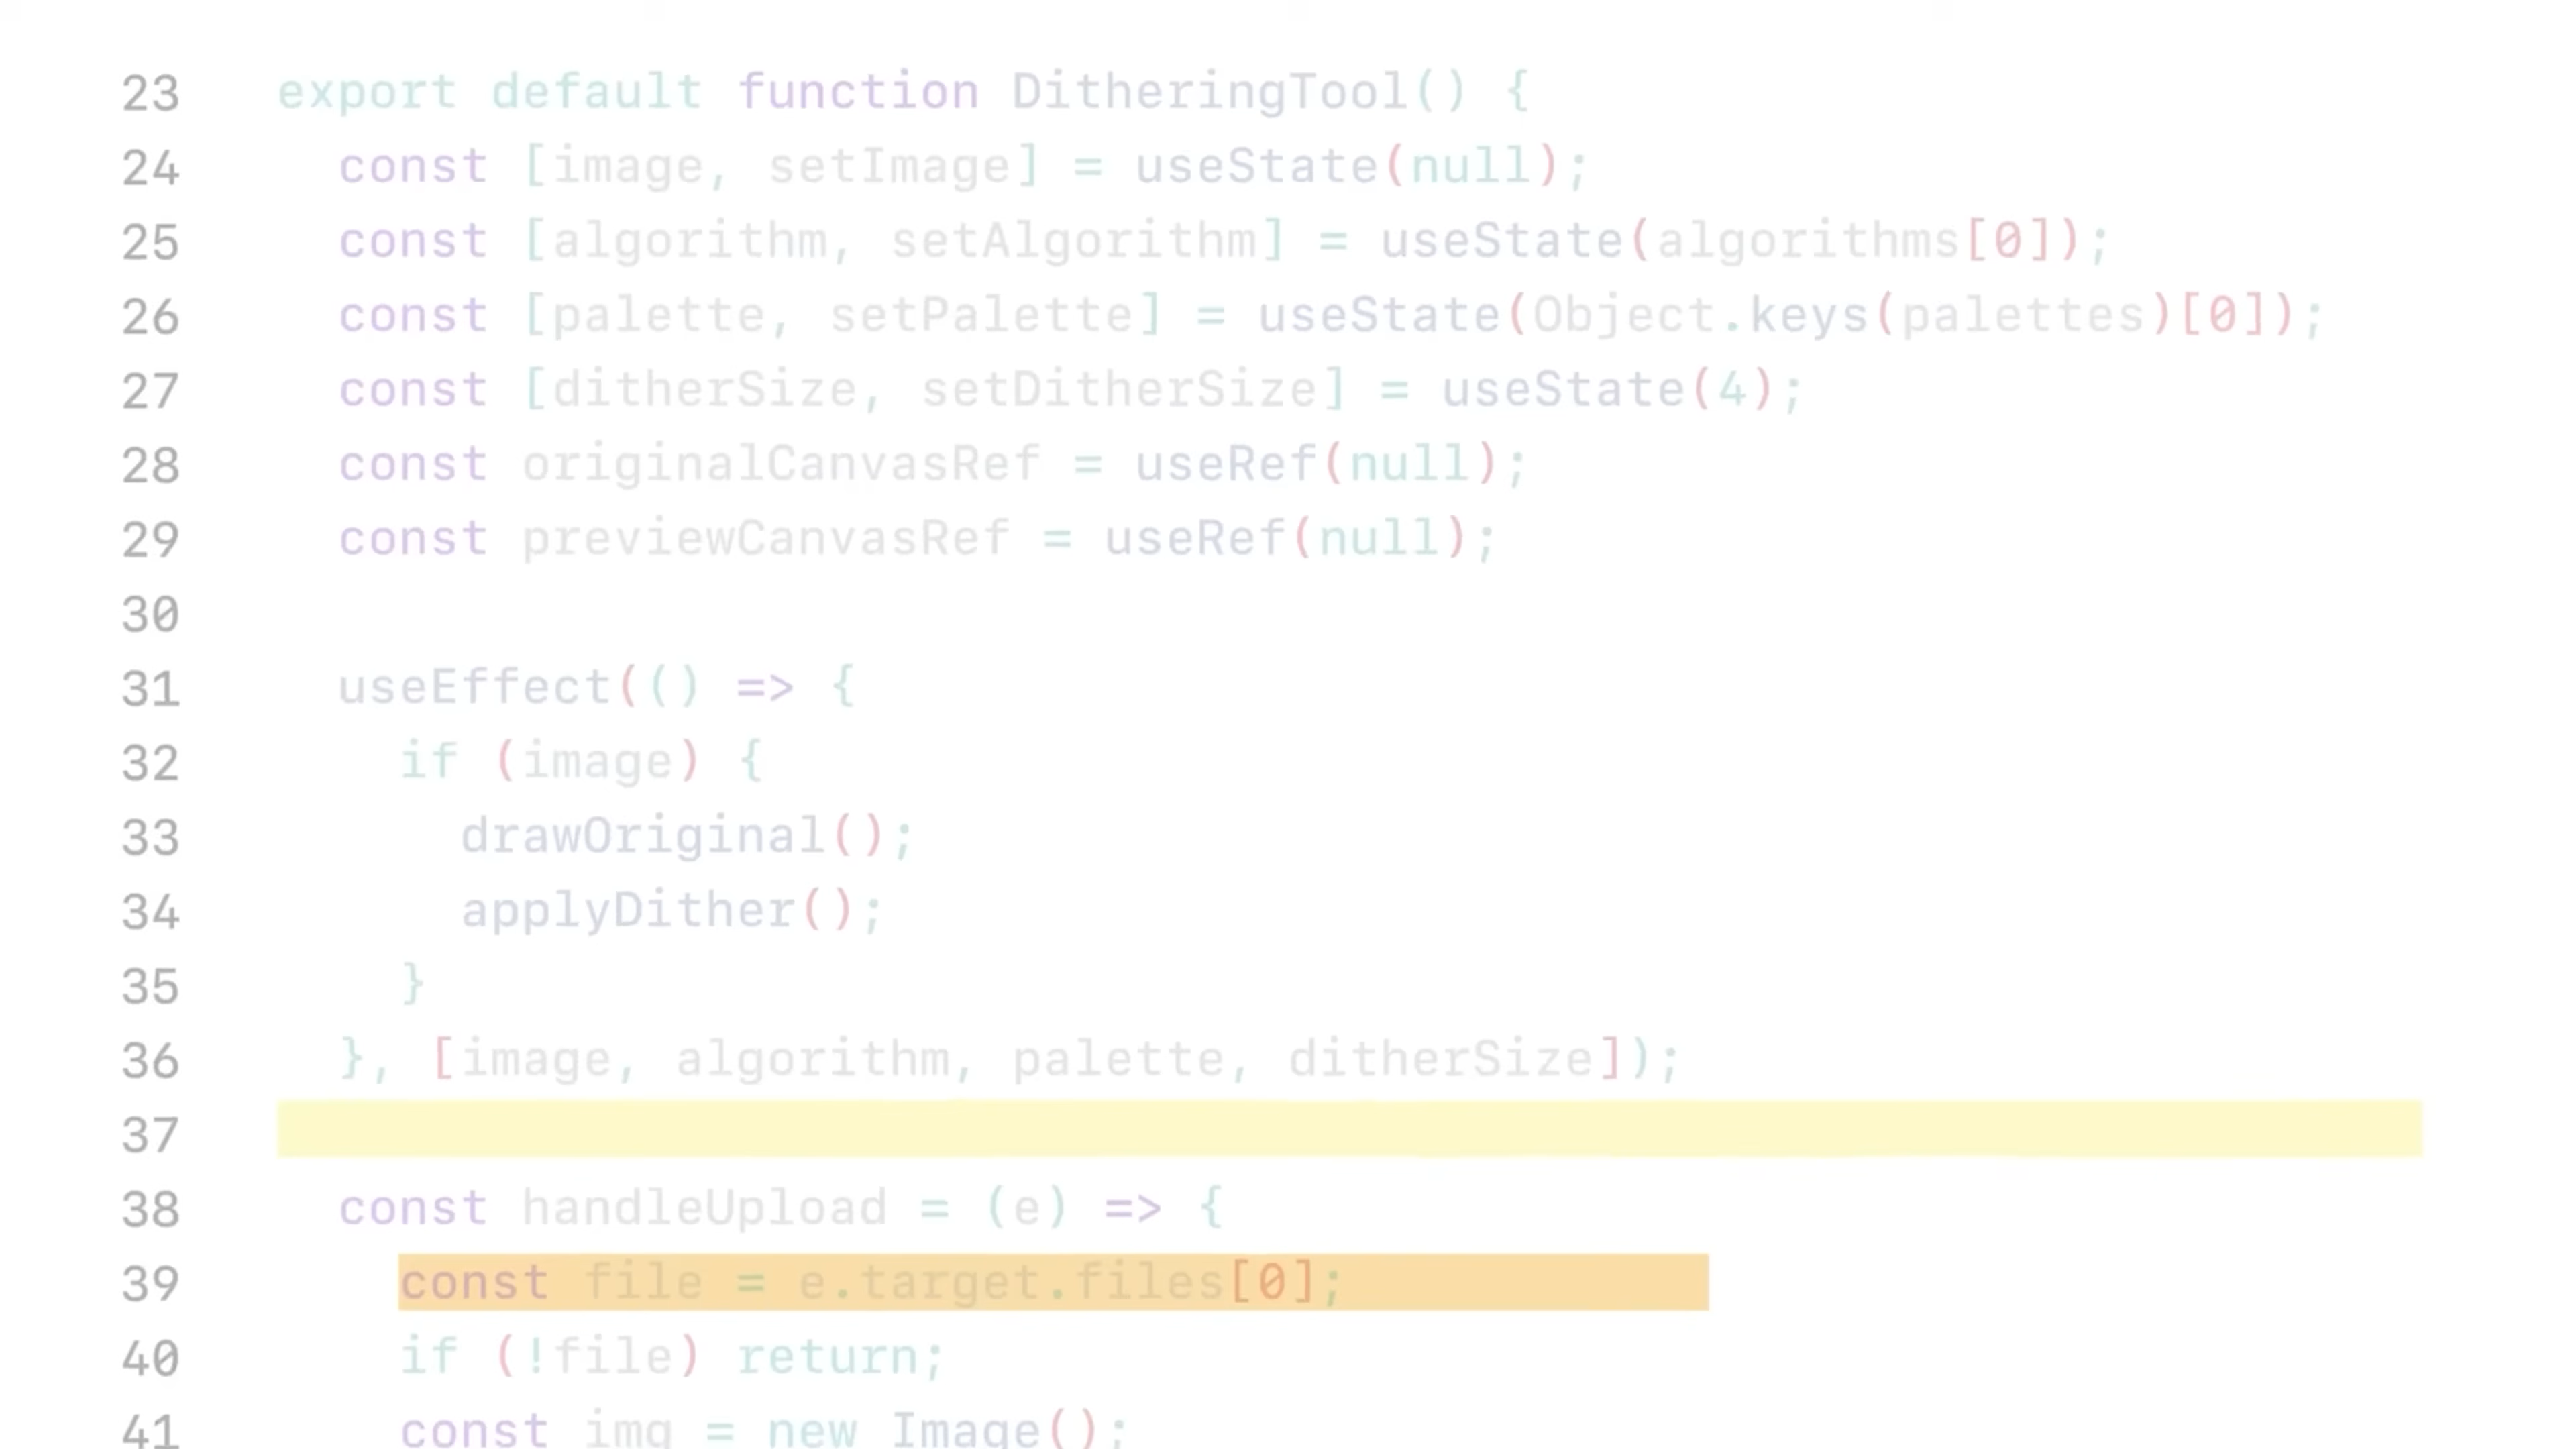 23 export default function DitheringTool() {
24 const [image, setImage] = useState(null);
25 const [algorithm, setAlgorithm] = useState(algorithms[0]);
26 const [palette, setPalette] = useState(Object.keys(palettes)[0]);
27 const [ditherSize, setDitherSize] = useState(4);
28 const originalCanvasRef = useRef(null);
29 const previewCanvasRef = useRef(null);
30
31 useEffect(() => {
32 if (image) {
33 drawOriginal();
34 applyDither();
35 }
36 }, [image, algorithm, palette, ditherSize]);
37
38 const handleUpload = (e) => {
39 const file = e.target.files[0];
40 if (!file) return;
41 const img = new Image();